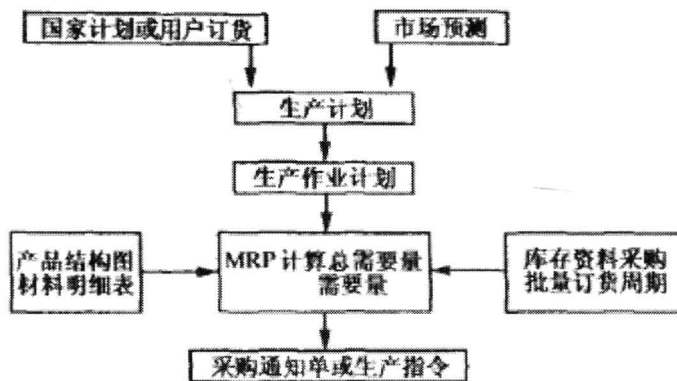 国家计划或用户订货
市场预测
生产计划
生产作业计划
产品结构图
材料明细表
MRP 计算总需要量
需要量
库存资料采购
批量订货周期
采购通知单或生产指令